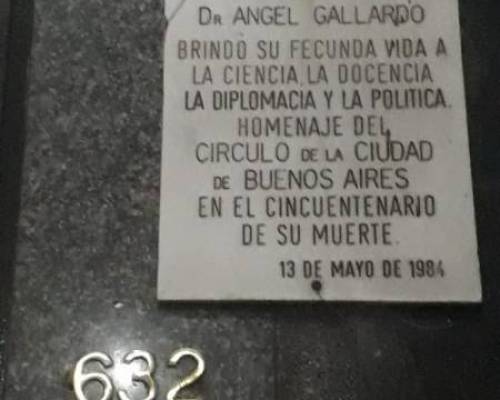 DR ANGEL GALLARDO
BRINDO SU FECUNDA VIDA A
LA CIENCIA, LA DOCENCIA
LA DIPLOMACIA Y LA POLITICA.
HOMENAJE DEL
CIRCULO DE LA CIUDAD
DE BUENOS AIRES
EN EL CINCUENTENARIO
DE SU MUERTE.
13 DE MAYO DE 1984
632